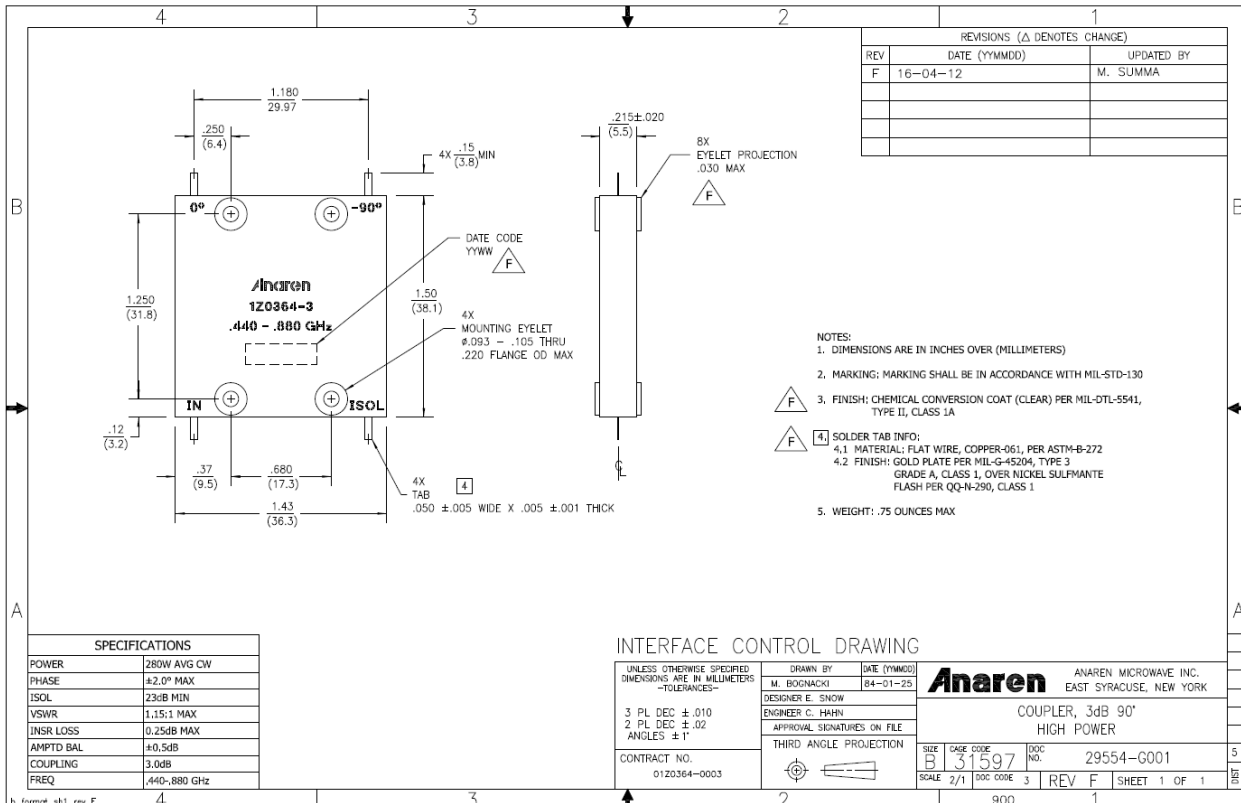 4 3 2 1
REVISIONS (△ DENOTES CHANGE)
REV DATE (YYMMDD) UPDATED BY
F 16-04-12 M. SUMMA
B
B
A
A
1.180
29.97
.250
(6.4)
4X .15 MIN
(3.8)
0° -90°
DATE CODE
YYWW F
Anaren
1Z0364-3
.440 - .880 GHz
1.250
(31.8)
1.50
(38.1)
4X
MOUNTING EYELET
ø.093 - .105 THRU
.220 FLANGE OD MAX
IN ISOL
.12
(3.2)
.37
(9.5)
.680
(17.3)
1.43
(36.3)
4X 4
TAB
.050 ±.005 WIDE X .005 ±.001 THICK
.215±.020
(5.5)
8X
EYELET PROJECTION
.030 MAX
F
NOTES:
1. DIMENSIONS ARE IN INCHES OVER (MILLIMETERS)
2. MARKING: MARKING SHALL BE IN ACCORDANCE WITH MIL-STD-130
F 3. FINISH: CHEMICAL CONVERSION COAT (CLEAR) PER MIL-DTL-5541,
TYPE II, CLASS 1A
F 4. SOLDER TAB INFO:
4.1 MATERIAL: FLAT WIRE, COPPER-061, PER ASTM-B-272
4.2 FINISH: GOLD PLATE PER MIL-G-45204, TYPE 3
GRADE A, CLASS 1, OVER NICKEL SULFMANTE
FLASH PER QQ-N-290, CLASS 1
5. WEIGHT: .75 OUNCES MAX
SPECIFICATIONS
POWER 280W AVG CW
PHASE ±2.0° MAX
ISOL 23dB MIN
VSWR 1.15:1 MAX
INSR LOSS 0.25dB MAX
AMPTD BAL ±0.5dB
COUPLING 3.0dB
FREQ .440-.880 GHz
INTERFACE CONTROL DRAWING
UNLESS OTHERWISE SPECIFIED
DIMENSIONS ARE IN MILLIMETERS
-TOLERANCES-
3 PL DEC ±.010
2 PL DEC ±.02
ANGLES ±1°
CONTRACT NO.
01Z0364-0003
DRAWN BY DATE (YYMMDD)
M. BOGNACKI 84-01-25
DESIGNER E. SNOW
ENGINEER C. HAHN
APPROVAL SIGNATURES ON FILE
THIRD ANGLE PROJECTION
Anaren
ANAREN MICROWAVE INC.
EAST SYRACUSE, NEW YORK
COUPLER, 3dB 90°
HIGH POWER
SIZE B CAGE CODE 31597 DOC NO. 29554-G001
SCALE 2/1 DOC CODE 3 REV F SHEET 1 OF 1
5
DIST
4 3 2 900 1